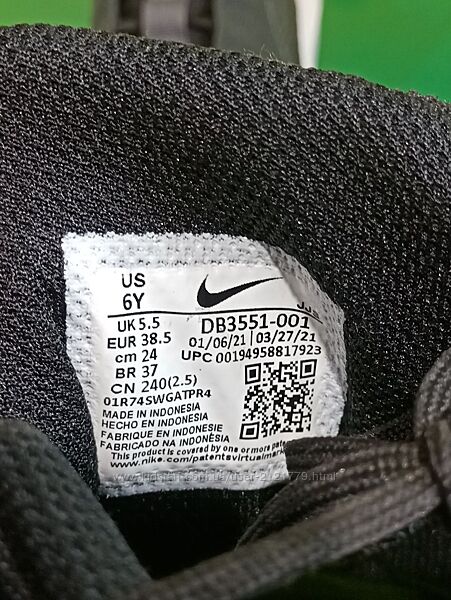 US
6Y
UK 5.5 DB3551-001
EUR 38.5 01/06/21 | 03/27/21
cm 24 UPC 00194958817923
BR 37
CN 240(2.5)
01R74SWGATPR4
MADE IN INDONESIA
HECHO EN INDONESIA
FABRIQUE EN INDONESIE
FABRICADO NA INDONESIA
This product is covered by one or more
www.nike.com/patents